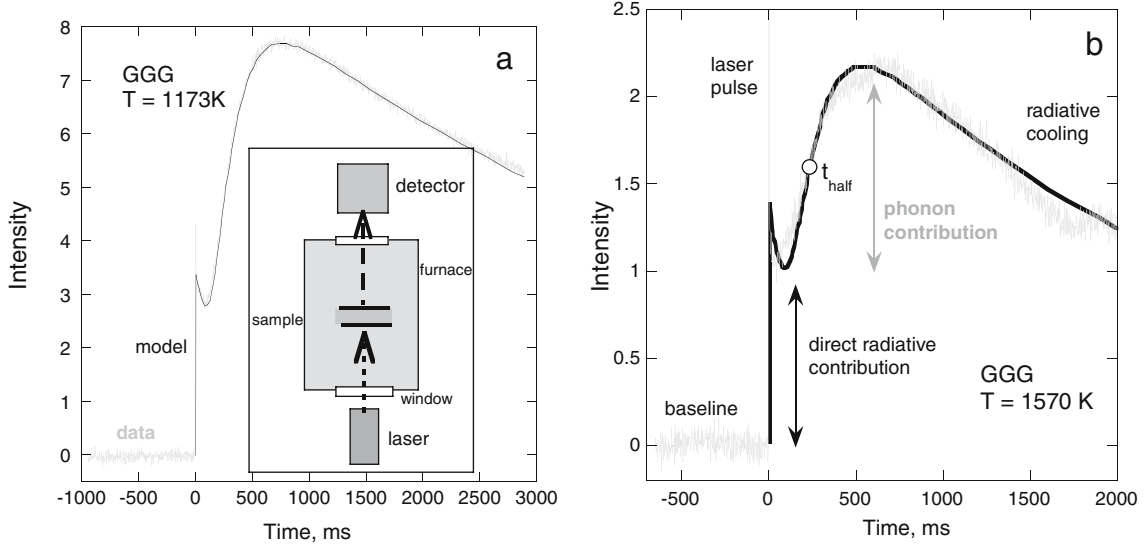 8
7
6
5
4
3
2
1
0
Intensity
a
GGG
T = 1173K
model
data
detector
furnace
sample
window
laser
-1000 -500 0 500 1000 1500 2000 2500 3000
Time, ms
2.5
2
1.5
1
0.5
0
Intensity
b
laser
pulse
radiative
cooling
t_half
phonon
contribution
direct radiative
contribution
GGG
T = 1570 K
baseline
-500 0 500 1000 1500 2000
Time, ms